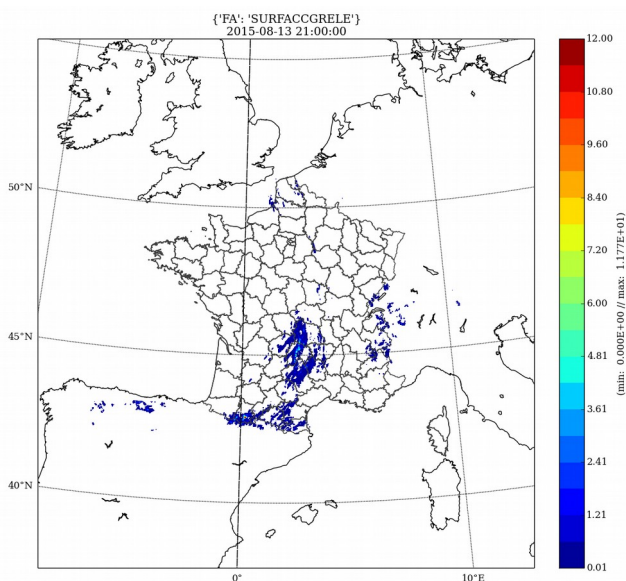 {'FA': 'SURFACCGRELE'}
2015-08-13 21:00:00
12.00
10.80
9.60
8.40
7.20
6.00
4.81
3.61
2.41
1.21
0.01
(min: 0.000E+00 // max: 1.177E+01)
50°N
45°N
40°N
0°
10°E